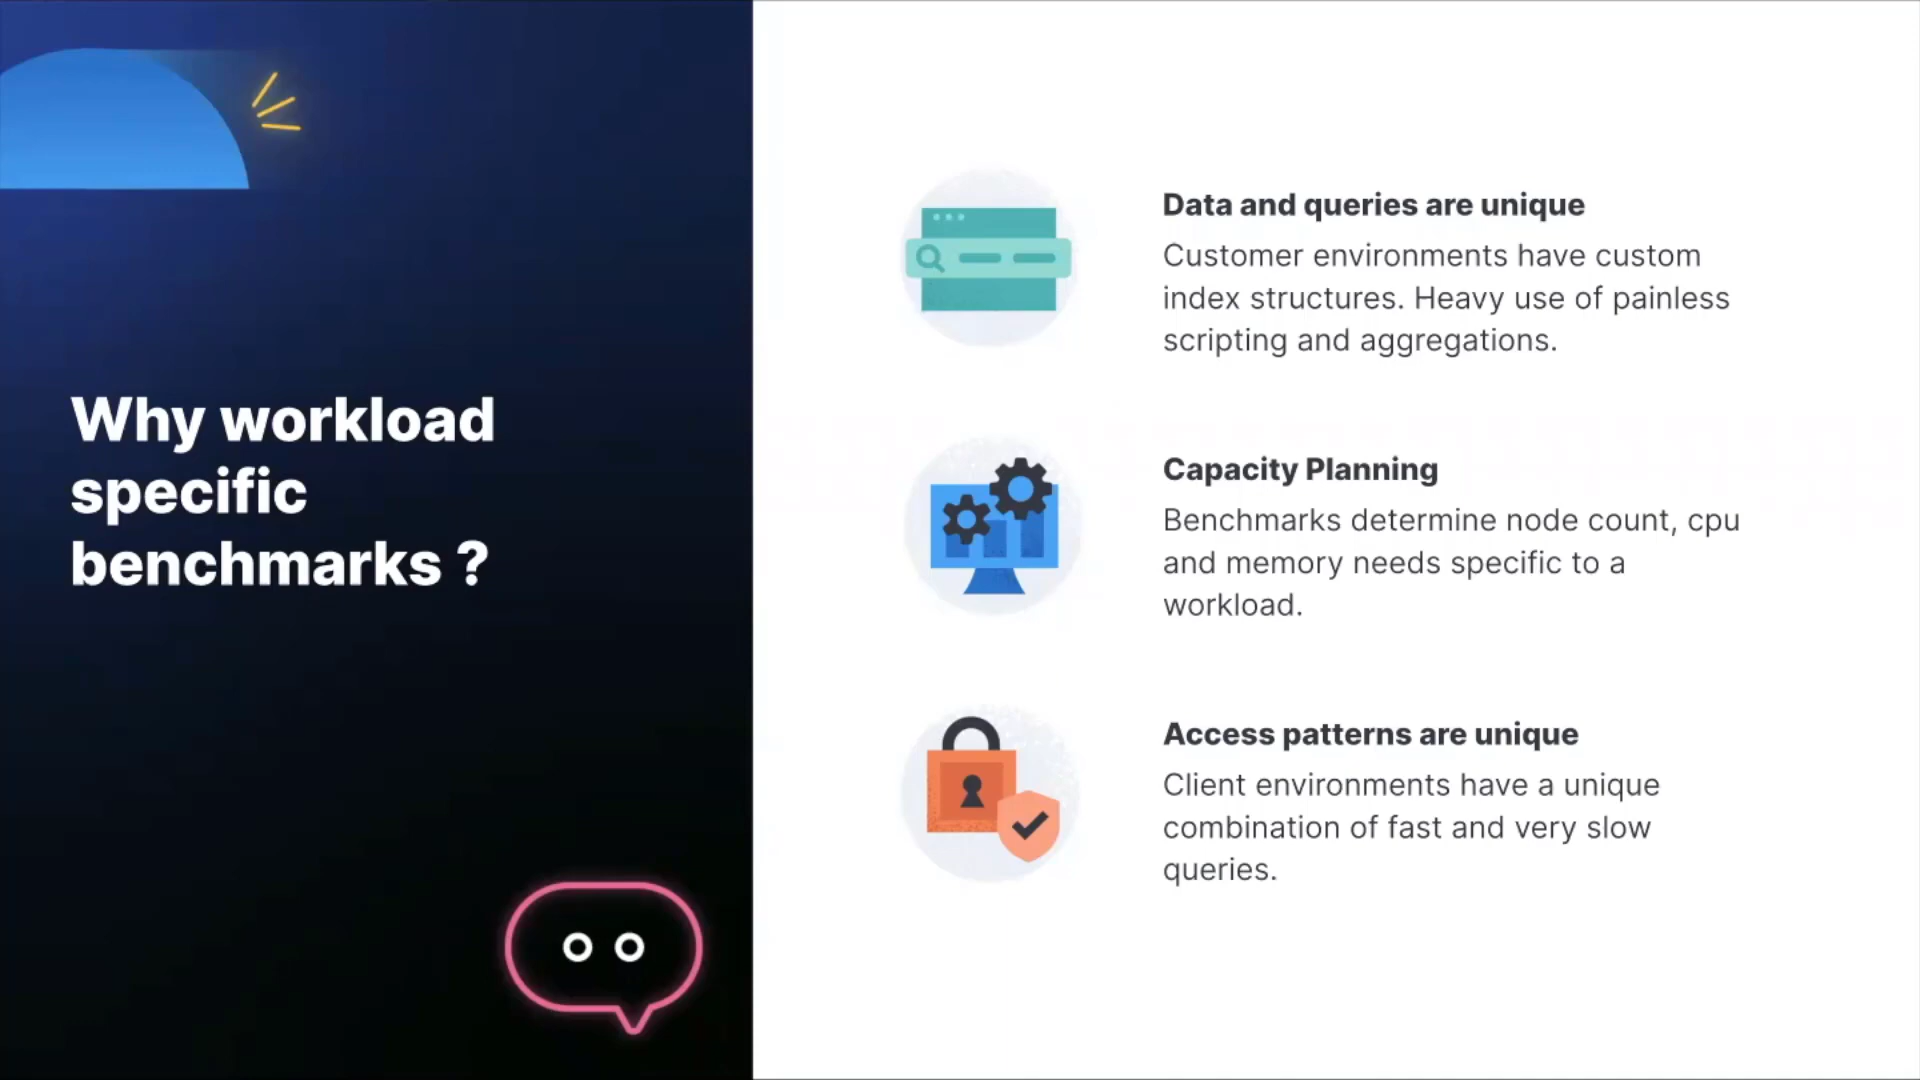 Why workload
specific
benchmarks ?
Data and queries are unique
Customer environments have custom
index structures. Heavy use of painless
scripting and aggregations.
Capacity Planning
Benchmarks determine node count, cpu
and memory needs specific to a
workload.
Access patterns are unique
Client environments have a unique
combination of fast and very slow
queries.